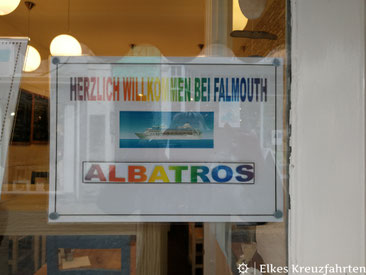 HERZLICH WILLKOMMEN BEI FALMOUTH
ALBATROS
Elkes Kreuzfahrten